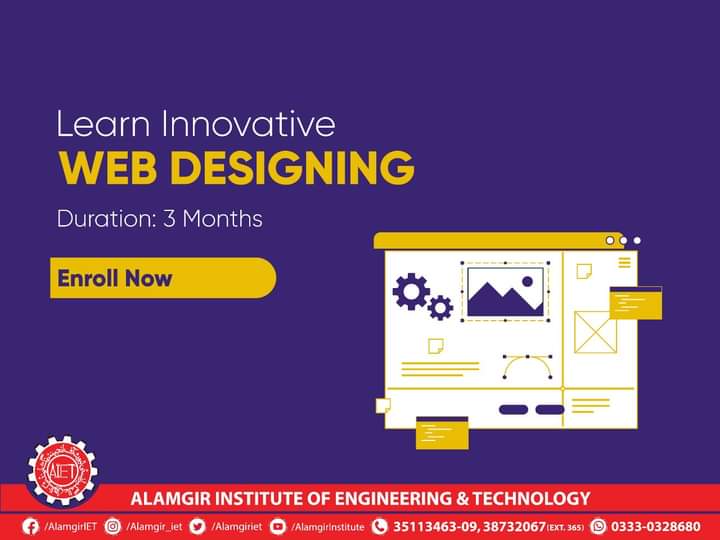 Learn Innovative
WEB DESIGNING
Duration: 3 Months
Enroll Now
AIET
ALAMGIR INSTITUTE OF ENGINEERING & TECHNOLOGY
/AlamgirIET /Alamgir_iet /Alamgiriet /AlamgirInstitute 35113463-09, 38732067(EXT. 365) 0333-0328680